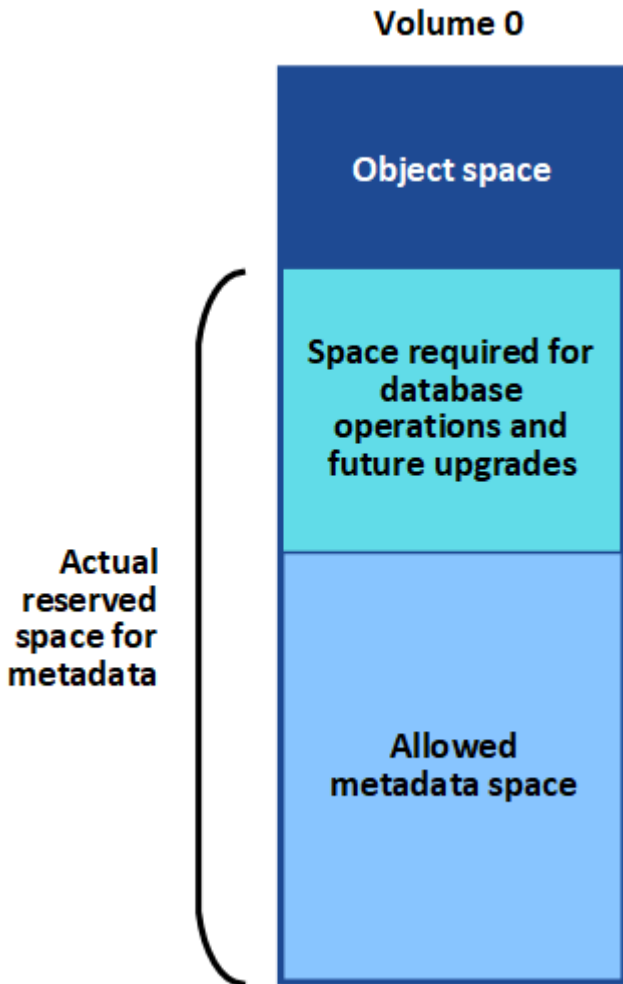 Volume 0
Object space
Space required for
database
operations and
future upgrades
Actual
reserved
space for
metadata
Allowed
metadata space